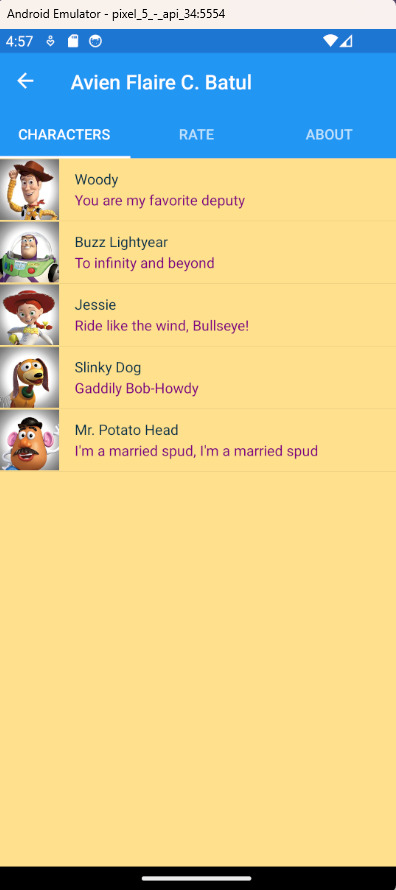 Android Emulator - pixel_5_-_api_34:5554
4:57
Avien Flaire C. Batul
CHARACTERS RATE ABOUT
Woody
You are my favorite deputy
Buzz Lightyear
To infinity and beyond
Jessie
Ride like the wind, Bullseye!
Slinky Dog
Gaddily Bob-Howdy
Mr. Potato Head
I'm a married spud, I'm a married spud